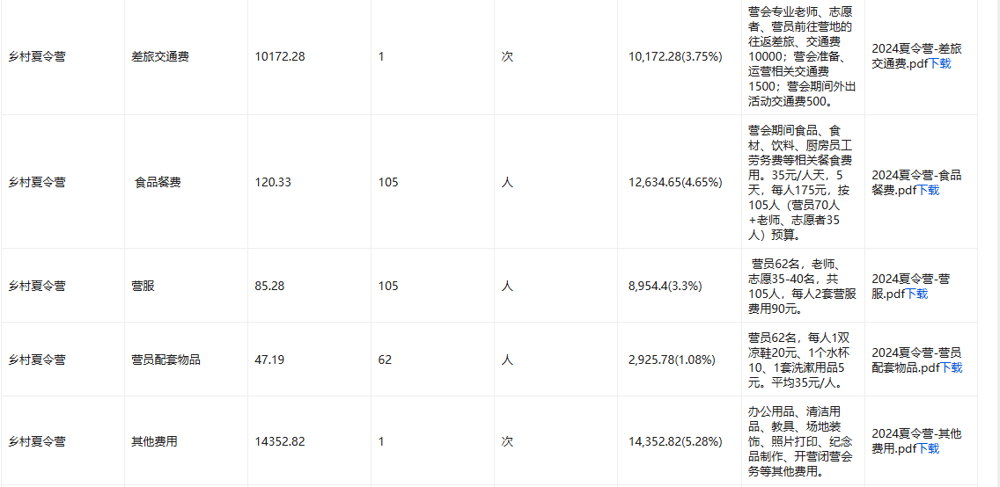 乡村夏令营
差旅交通费
10172.28
1
次
10,172.28(3.75%)
营会专业老师、志愿
者、营员前往营地的
往返差旅、交通费
10000；营会准备、
运营相关交通费
1500；营会期间外出
活动交通费500。
2024夏令营-差旅
交通费.pdf下载
乡村夏令营
食品餐费
120.33
105
人
12,634.65(4.65%)
营会期间食品、食
材、饮料、厨房员工
劳务费等相关餐食费
用。35元/人天，5
天，每人175元，按
105人（营员70人
+老师、志愿者35
人）预算。
2024夏令营-食品
餐费.pdf下载
乡村夏令营
营服
85.28
105
人
8,954.4(3.3%)
营员62名，老师、
志愿35-40名，共
105人，每人2套营服
费用90元。
2024夏令营-营
服.pdf下载
乡村夏令营
营员配套物品
47.19
62
人
2,925.78(1.08%)
营员62名，每人1双
凉鞋20元、1个水杯
10、1套洗漱用品5
元。平均35元/人。
2024夏令营-营员
配套物品.pdf下载
乡村夏令营
其他费用
14352.82
1
次
14,352.82(5.28%)
办公用品、清洁用
品、教具、场地装
饰、照片打印、纪念
品制作、开营闭营会
务等其他费用。
2024夏令营-其他
费用.pdf下载